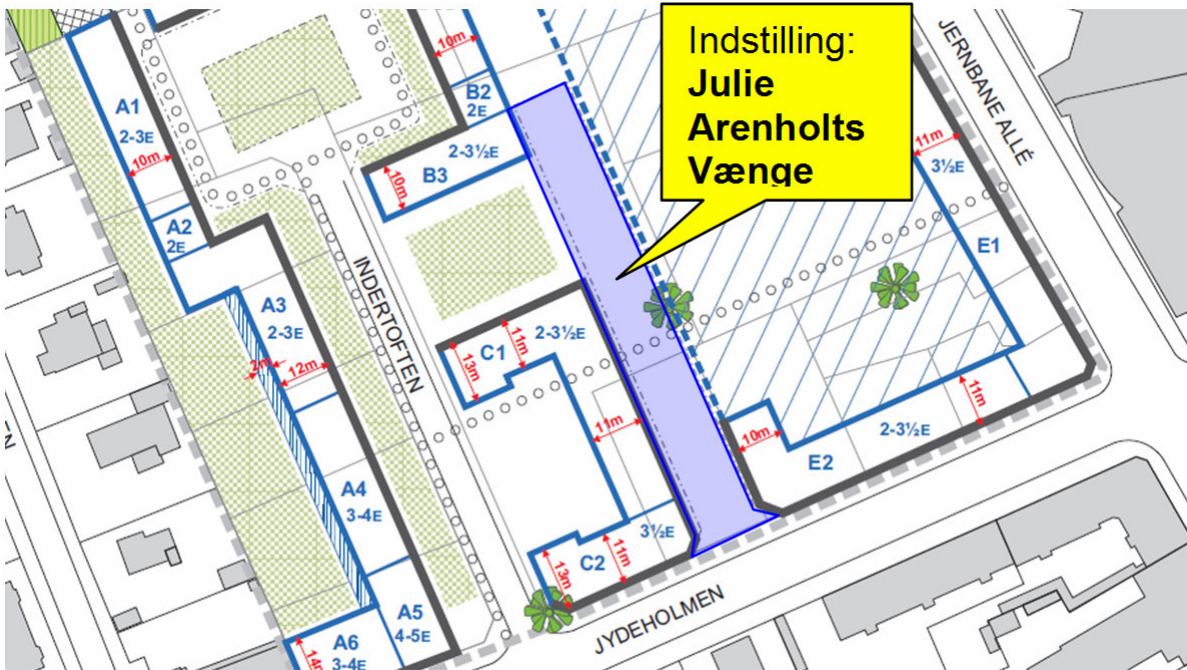 Indstilling:
Julie
Arenholts
Vænge
JERNBANE ALLÉ
INDERTOFTEN
JYDEHOLMEN
A1
2-3E
10m
A2
2E
A3
2-3E
2m
12m
A4
3-4E
A5
4-5E
A6
3-4E
14m
10m
B2
2E
B3
2-3½E
10m
C1
2-3½E
13m
11m
11m
C2
3½E
13m
11m
11m
3½E
E1
E2
2-3½E
10m
11m